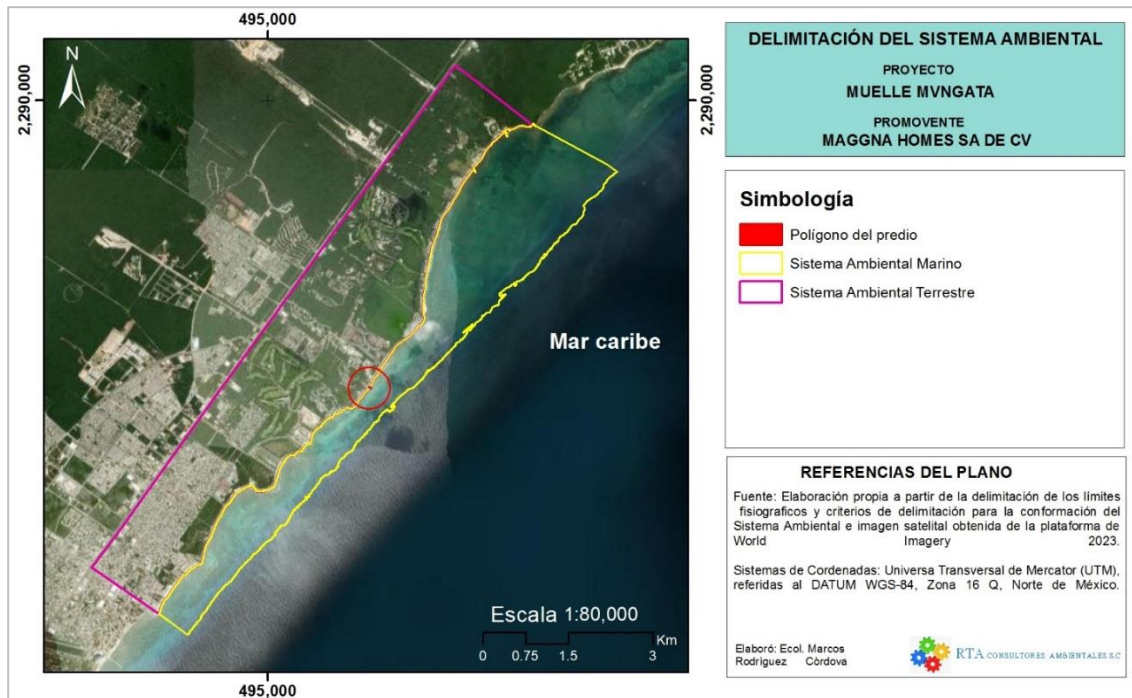 495,000
2,290,000
2,290,000
N
Mar caribe
Escala 1:80,000
Km
0 0.75 1.5 3
495,000
DELIMITACIÓN DEL SISTEMA AMBIENTAL
PROYECTO
MUELLE MVNGATA
PROMOVENTE
MAGGNA HOMES SA DE CV
Simbología
Polígono del predio
Sistema Ambiental Marino
Sistema Ambiental Terrestre
REFERENCIAS DEL PLANO
Fuente: Elaboración propia a partir de la delimitación de los límites
fisiograficos y criterios de delimitación para la conformación del
Sistema Ambiental e imagen satelital obtenida de la plataforma de
World Imagery 2023.
Sistemas de Cordenadas: Universa Transversal de Mercator (UTM),
referidas al DATUM WGS-84, Zona 16 Q, Norte de México.
Elaboró: Ecol. Marcos
Rodríguez Còrdova
RTA CONSULTORES AMBIENTALES S.C